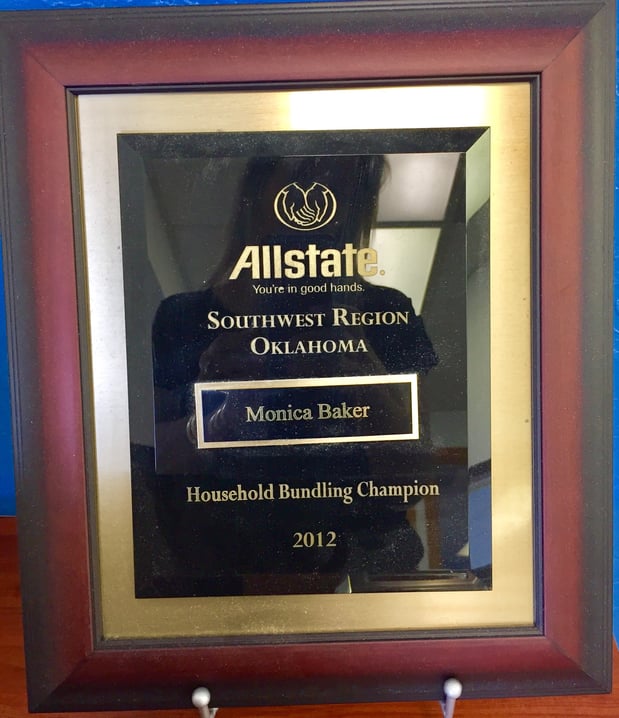 Allstate®
You're in good hands.
SOUTHWEST REGION
OKLAHOMA
Monica Baker
Household Bundling Champion
2012